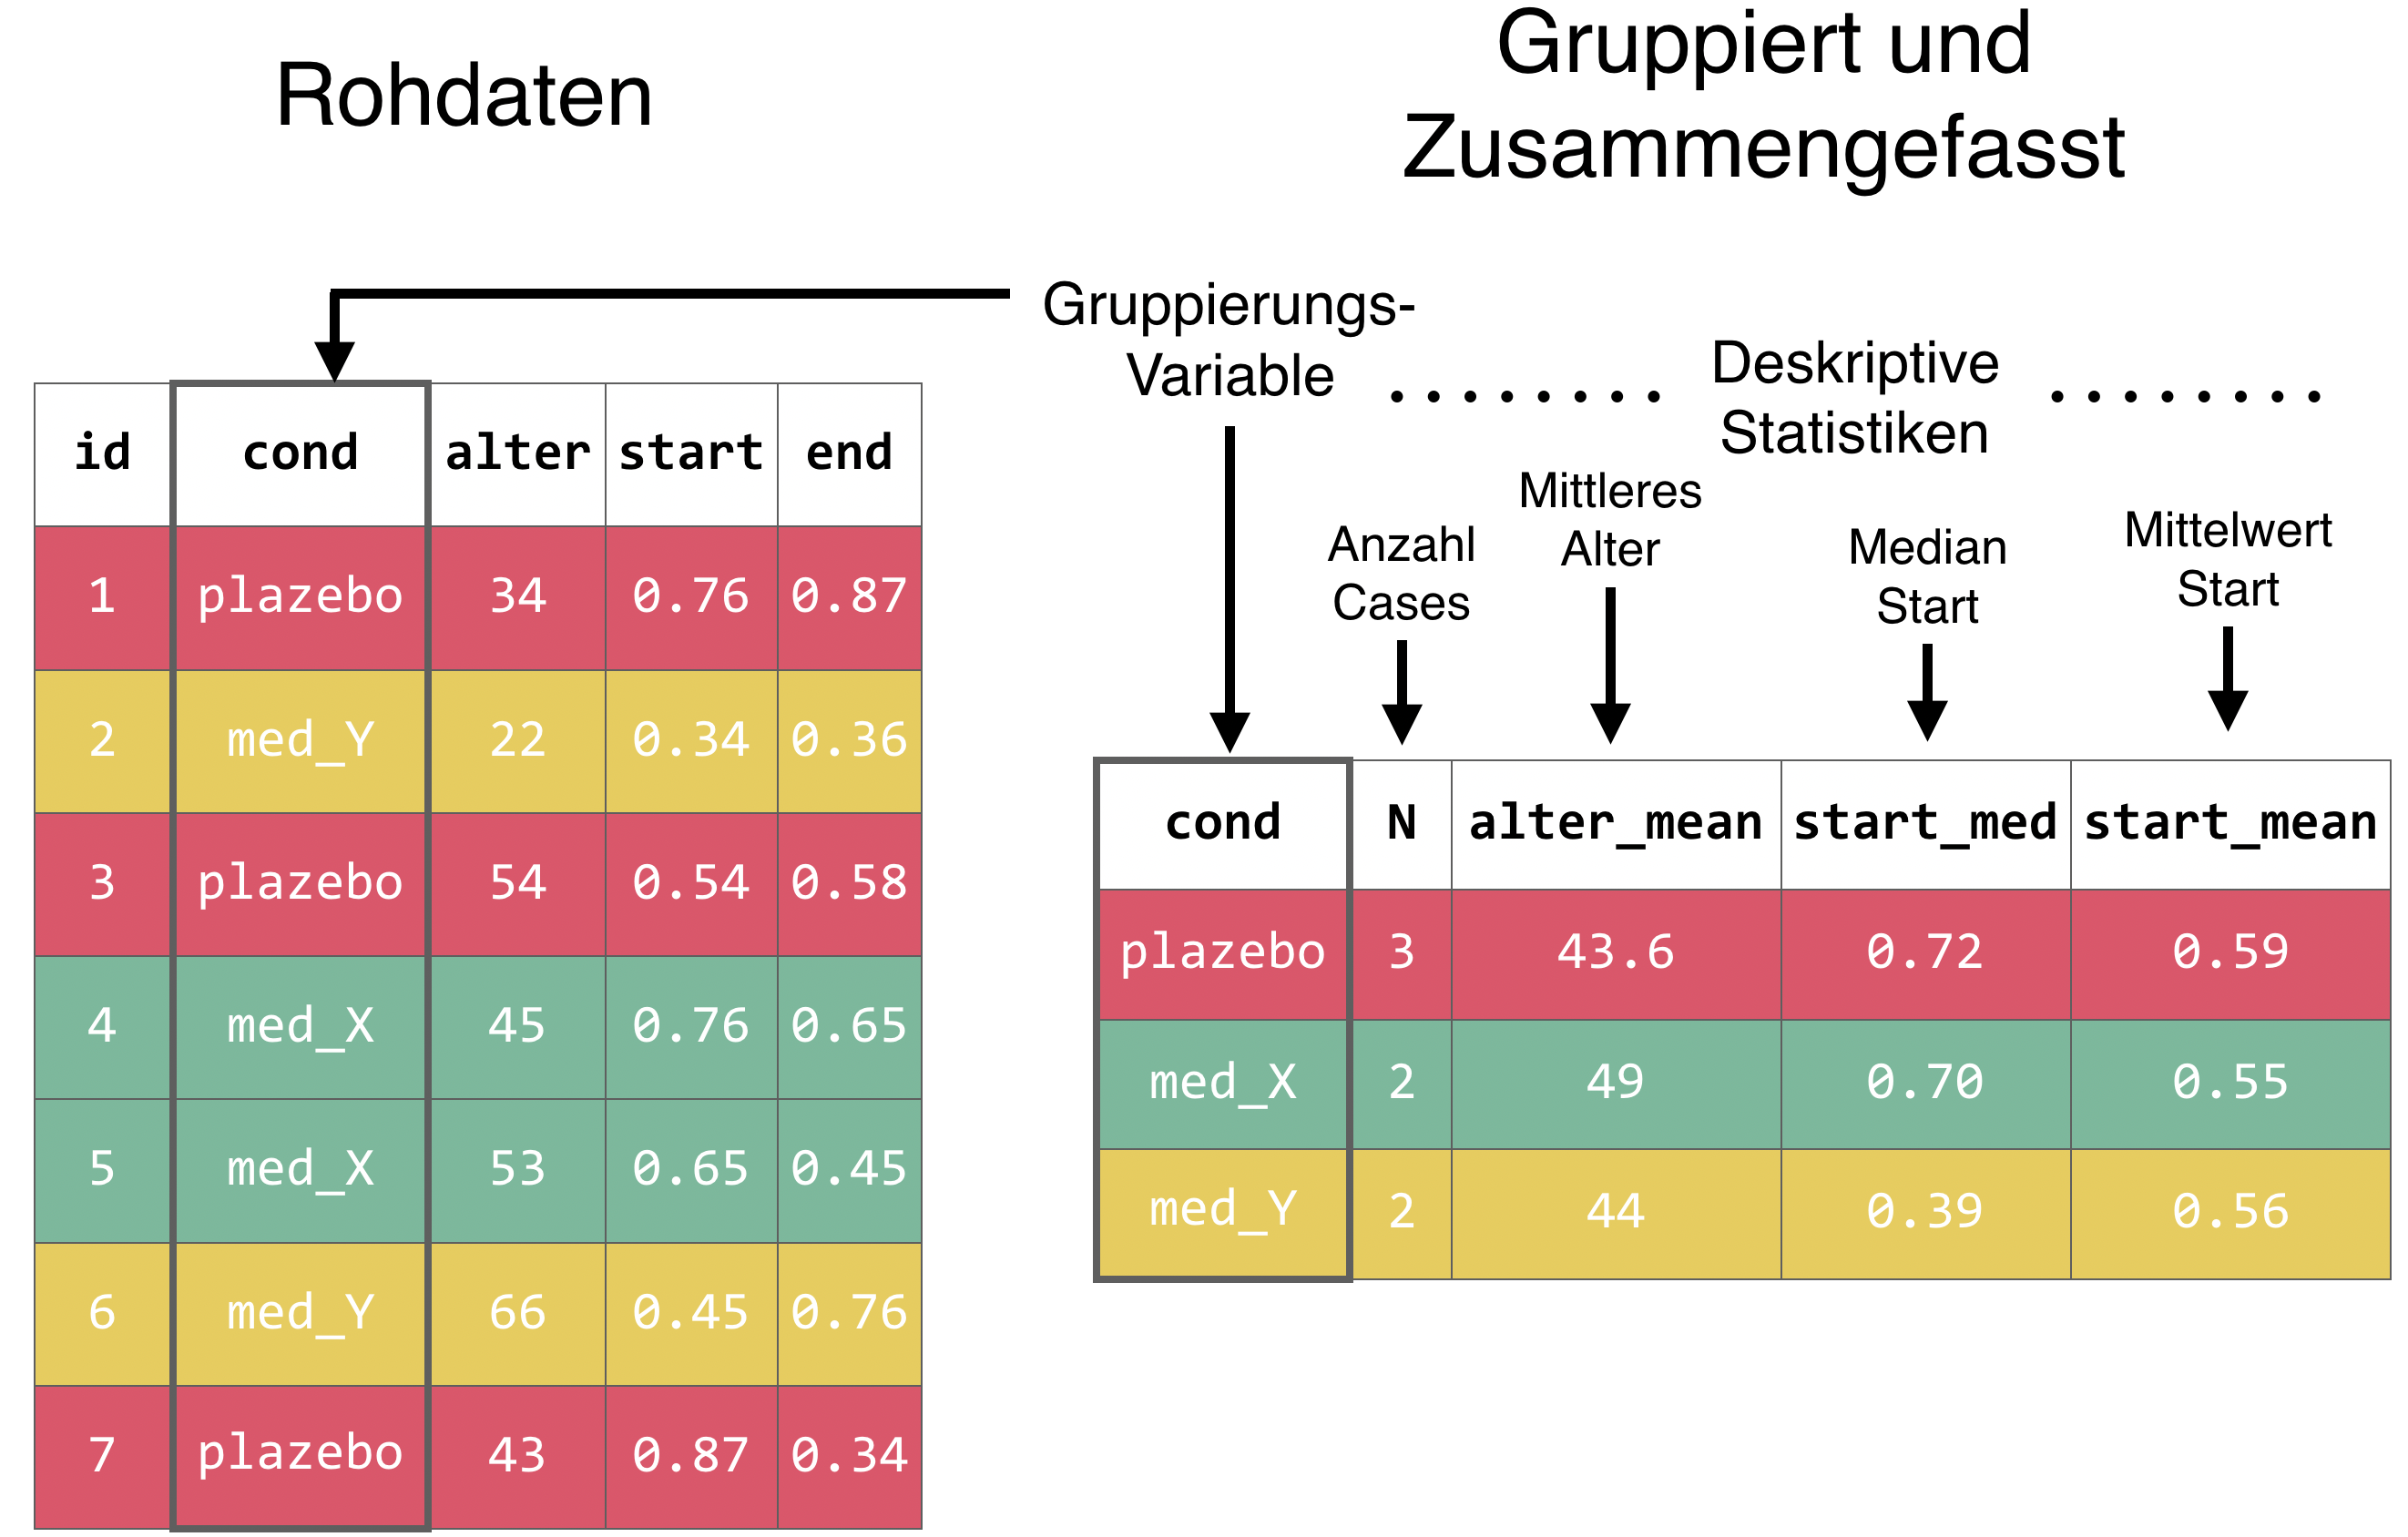 Rohdaten
Gruppiert und
Zusammengefasst
Gruppierungs-
Variable
. . . . . . . . Deskriptive . . . . . . . .
Statistiken
Anzahl
Cases
Mittleres
Alter
Median
Start
Mittelwert
Start
id cond alter start end
1 plazebo 34 0.76 0.87
2 med_Y 22 0.34 0.36
3 plazebo 54 0.54 0.58
4 med_X 45 0.76 0.65
5 med_X 53 0.65 0.45
6 med_Y 66 0.45 0.76
7 plazebo 43 0.87 0.34
cond N alter_mean start_med start_mean
plazebo 3 43.6 0.72 0.59
med_X 2 49 0.70 0.55
med_Y 2 44 0.39 0.56